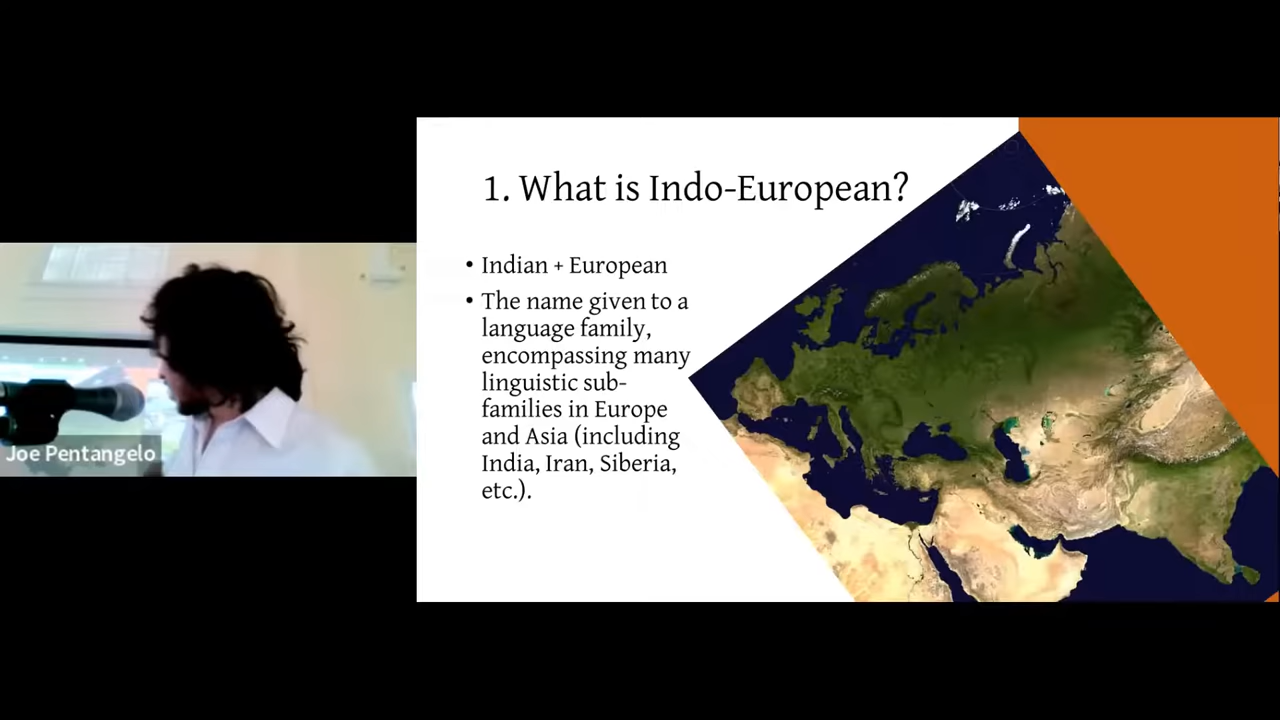 1. What is Indo-European?
• Indian + European
• The name given to a
language family,
encompassing many
linguistic sub-
families in Europe
and Asia (including
India, Iran, Siberia,
etc.).
Joe Pentangelo